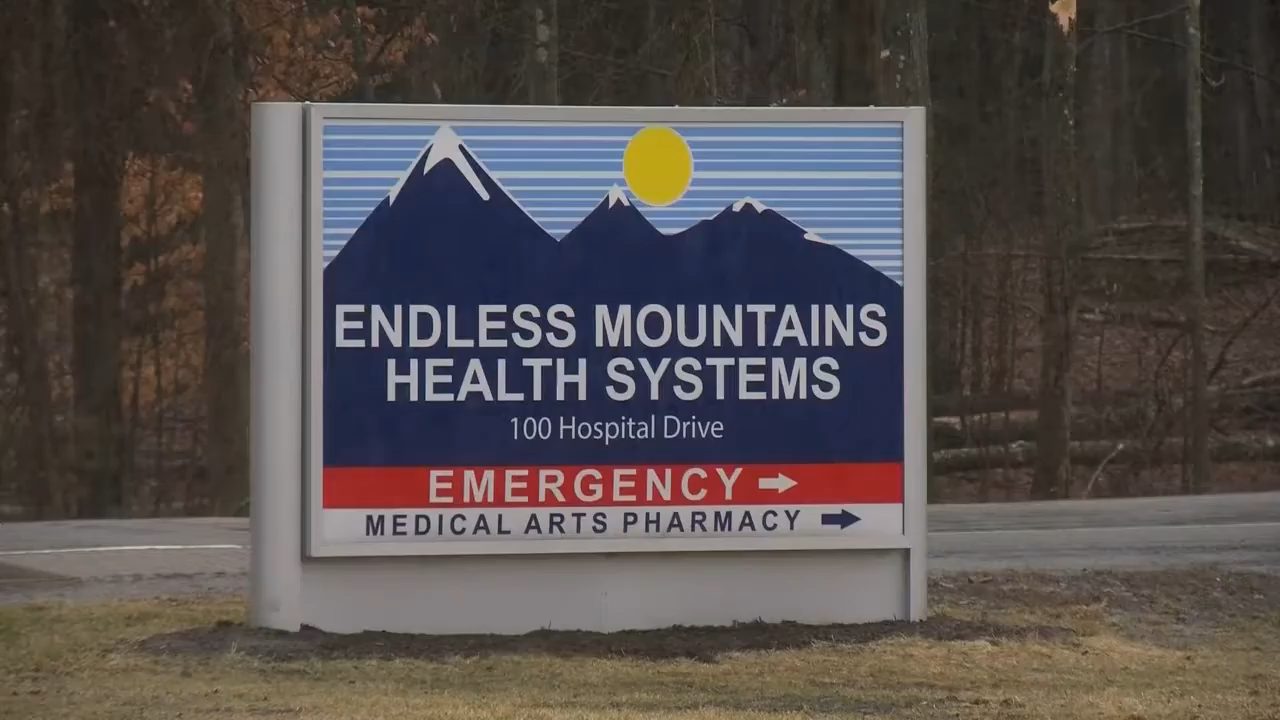 ENDLESS MOUNTAINS
HEALTH SYSTEMS
100 Hospital Drive
EMERGENCY →
MEDICAL ARTS PHARMACY →